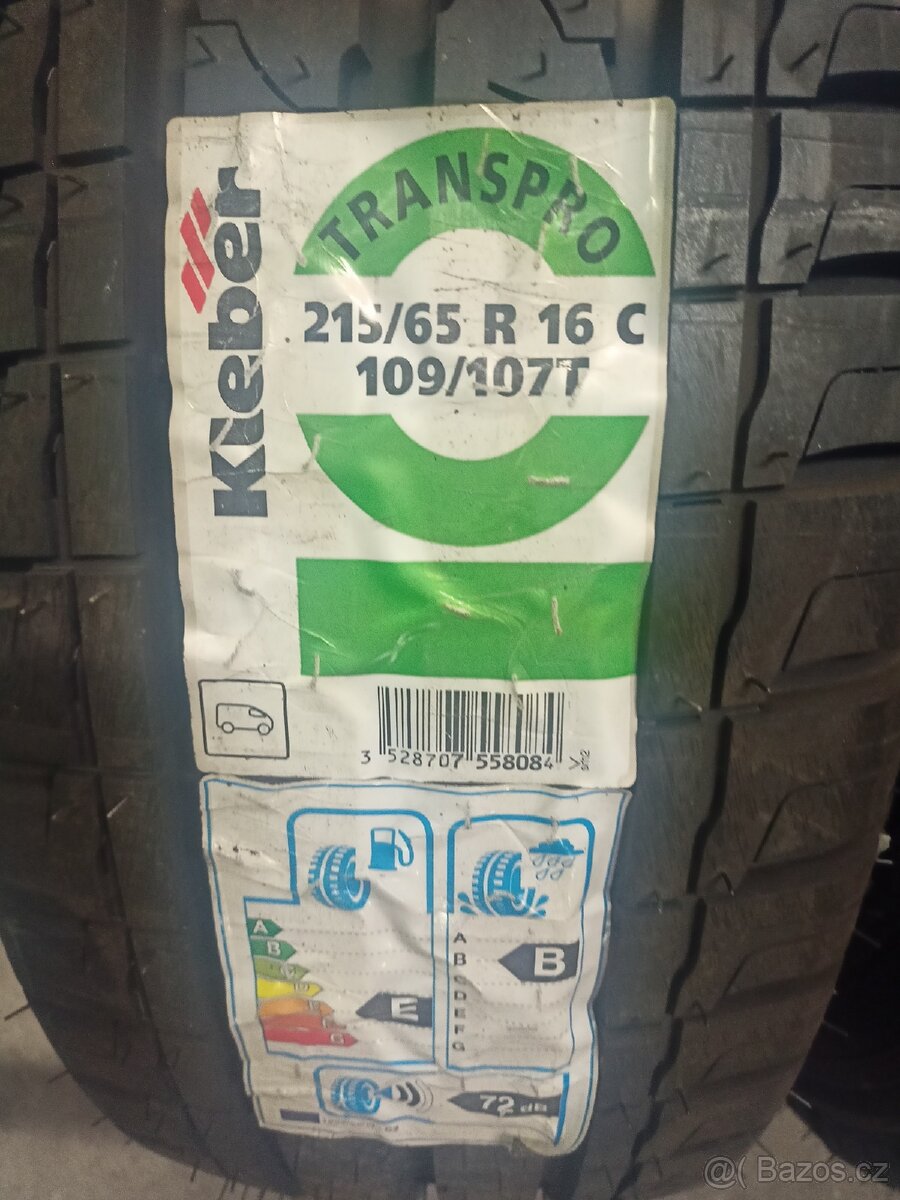 Kleber
TRANSPRO
215/65 R 16 C
109/107T
3 528707 558084
A
B
E
G
A
B
C
D
E
F
G
B
72 dB
@( Bazos.cz